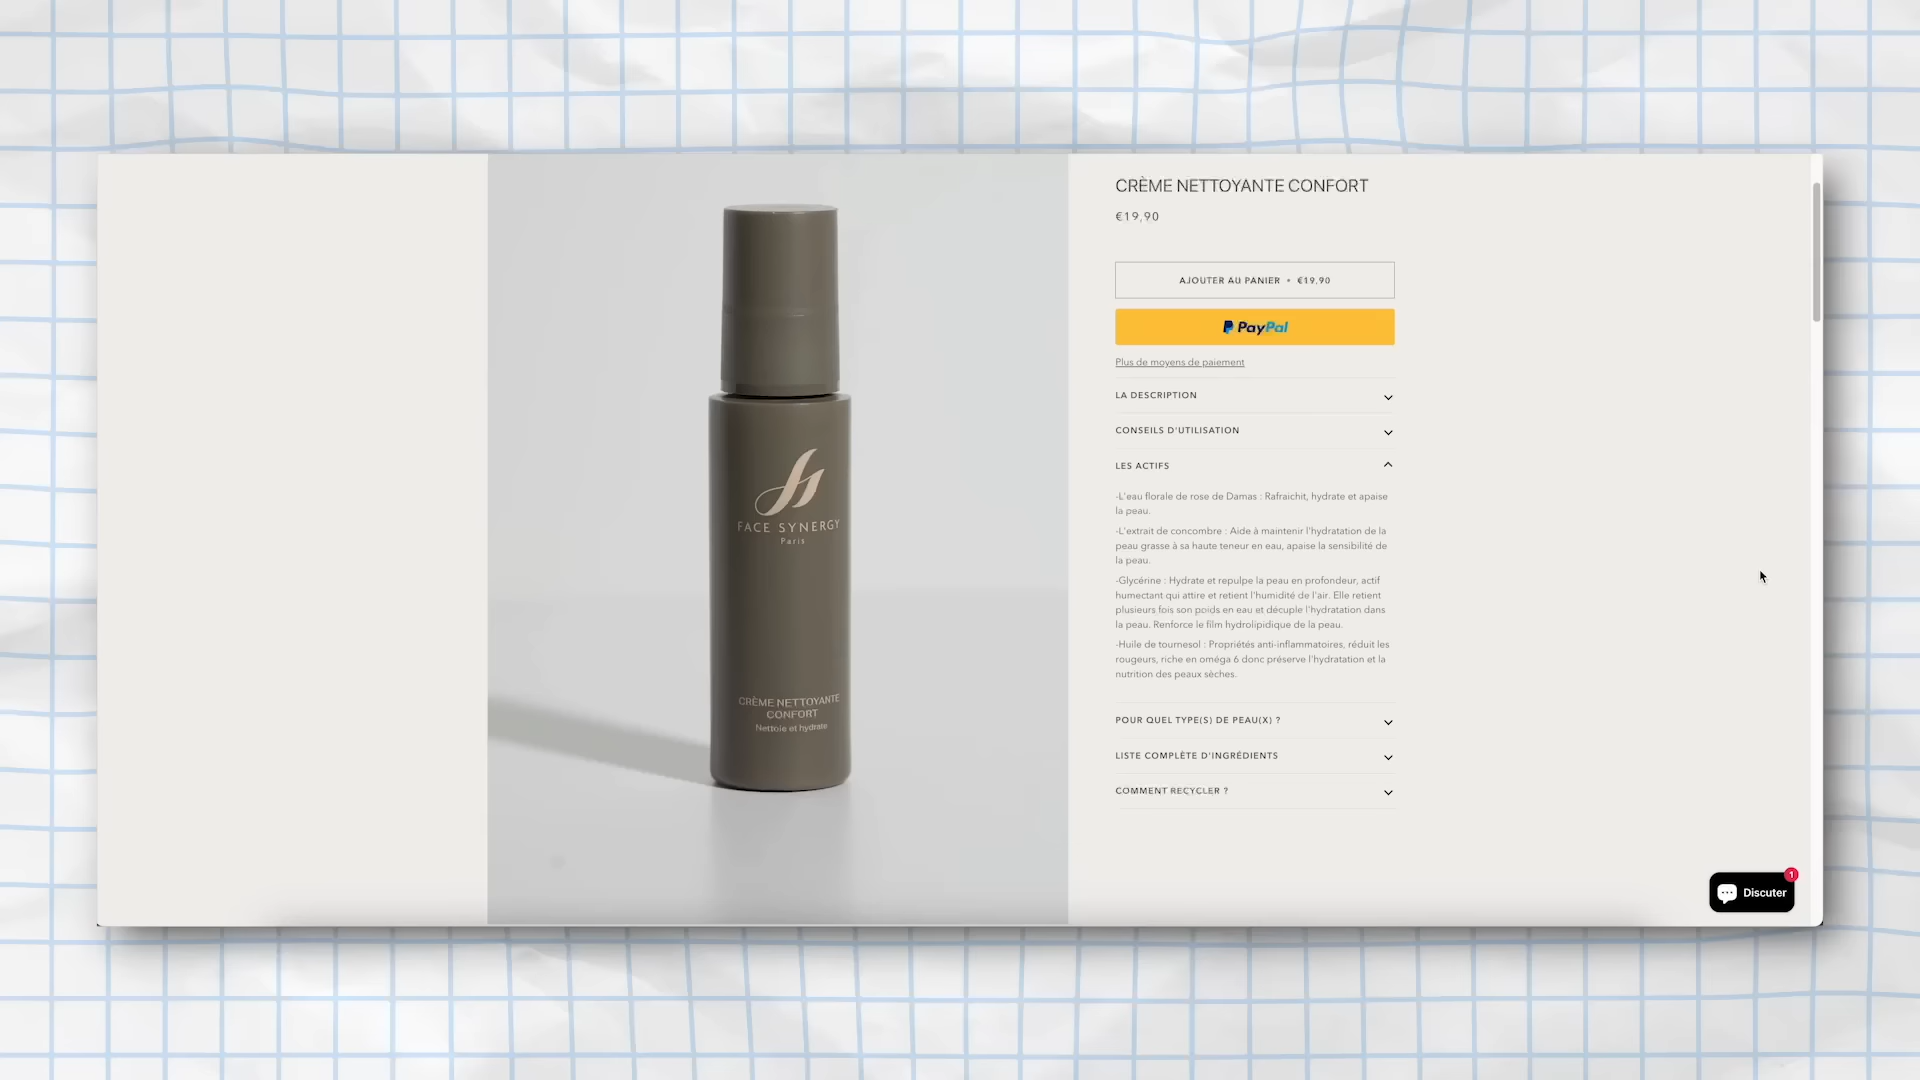 CRÈME NETTOYANTE CONFORT
€19,90
AJOUTER AU PANIER • €19,90
PayPal
Plus de moyens de paiement
LA DESCRIPTION
CONSEILS D'UTILISATION
LES ACTIFS
-L'eau florale de rose de Damas : Rafraichit, hydrate et apaise
la peau.
-L'extrait de concombre : Aide à maintenir l'hydratation de la
peau grasse à sa haute teneur en eau, apaise la sensibilité de
la peau.
-Glycérine : Hydrate et repulpe la peau en profondeur, actif
humectant qui attire et retient l'humidité de l'air. Elle retient
plusieurs fois son poids en eau et décuple l'hydratation dans
la peau. Renforce le film hydrolipidique de la peau.
-Huile de tournesol : Propriétés anti-inflammatoires, réduit les
rougeurs, riche en oméga 6 donc préserve l'hydratation et la
nutrition des peaux sèches.
POUR QUEL TYPE(S) DE PEAU(X) ?
LISTE COMPLÈTE D'INGRÉDIENTS
COMMENT RECYCLER ?
FACE SYNERGY
Paris
CRÈME NETTOYANTE
CONFORT
Nettoie et hydrate
1
Discuter